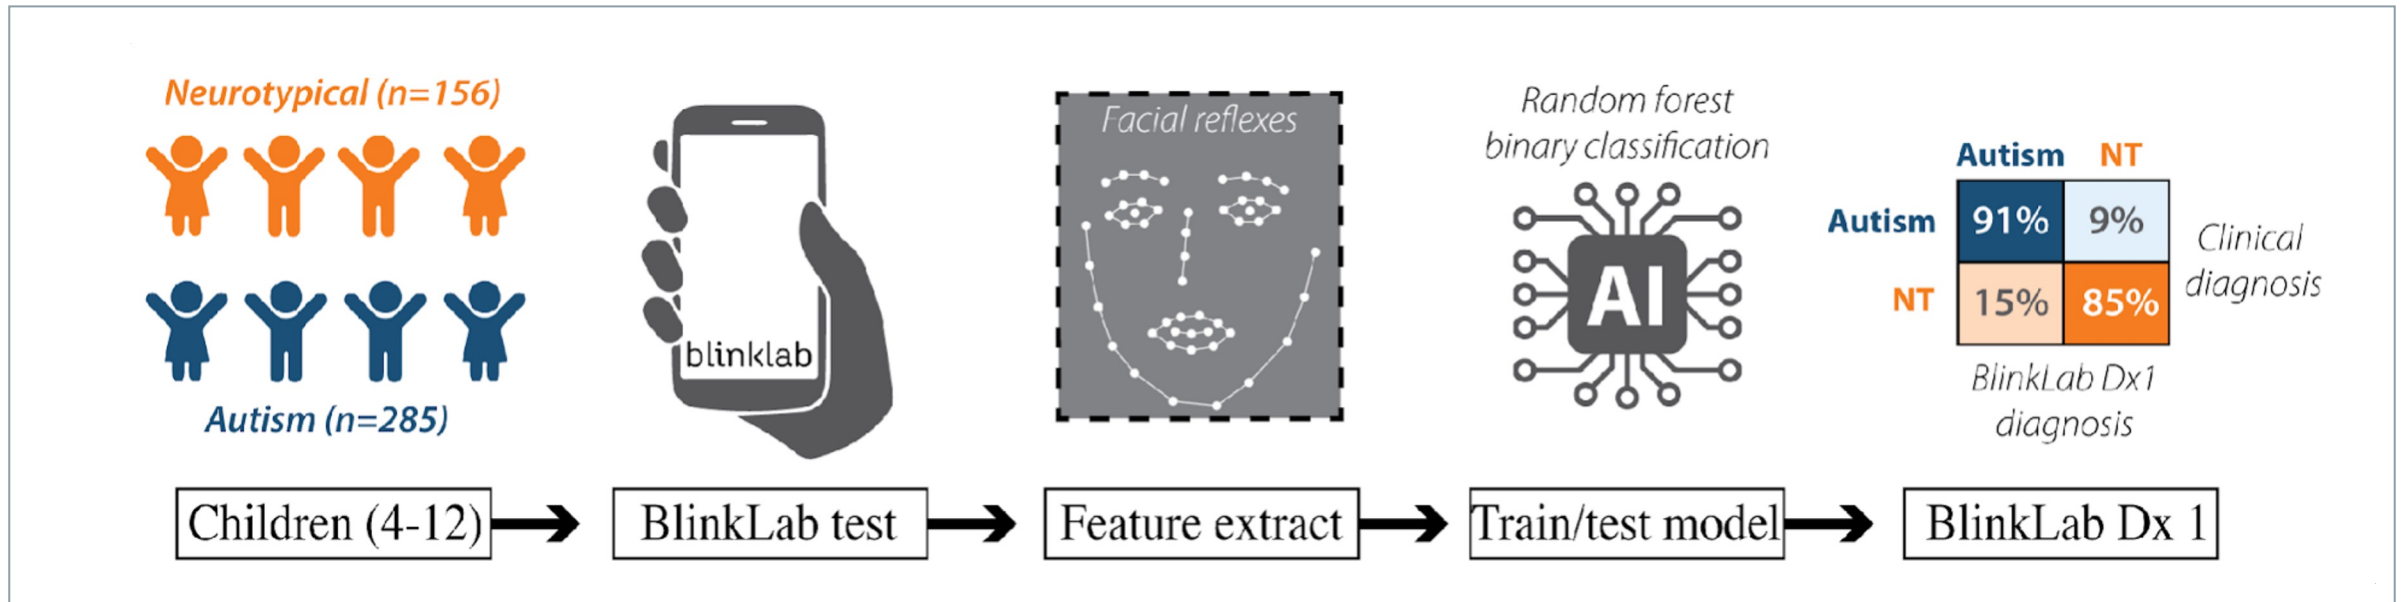 Neurotypical (n=156)
Autism (n=285)
blinklab
Facial reflexes
Random forest
binary classification
AI
Autism NT
Autism 91% 9%
NT 15% 85%
Clinical
diagnosis
BlinkLab Dx1
diagnosis
Children (4-12)
BlinkLab test
Feature extract
Train/test model
BlinkLab Dx 1